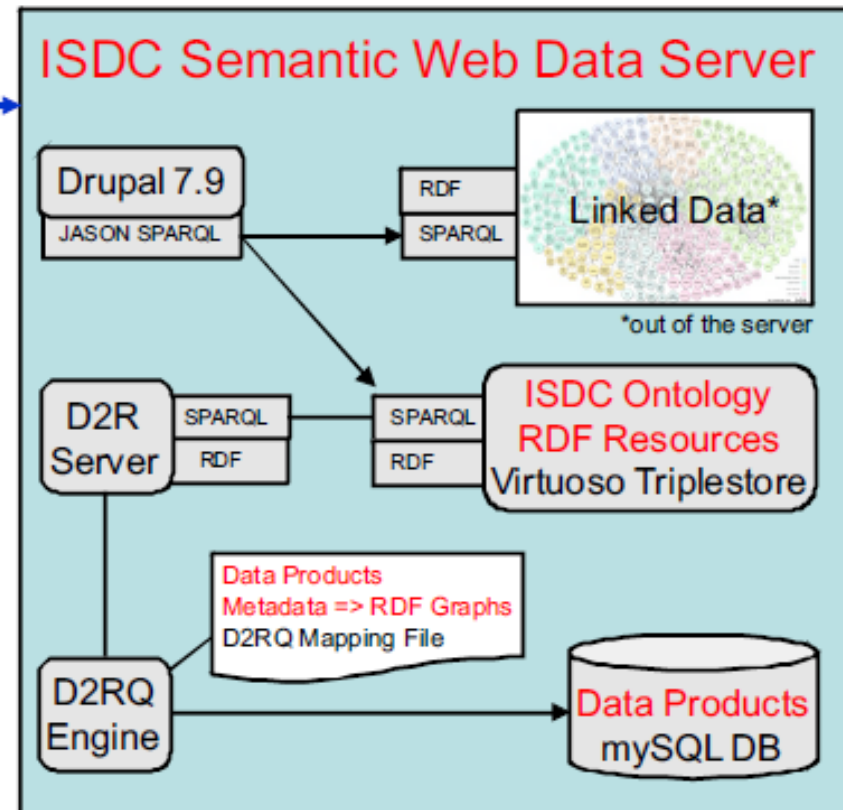 ISDC Semantic Web Data Server
Drupal 7.9
JASON SPARQL
RDF
SPARQL
Linked Data*
*out of the server
D2R
Server
SPARQL
RDF
SPARQL
RDF
ISDC Ontology
RDF Resources
Virtuoso Triplestore
Data Products
Metadata => RDF Graphs
D2RQ Mapping File
D2RQ
Engine
Data Products
mySQL DB